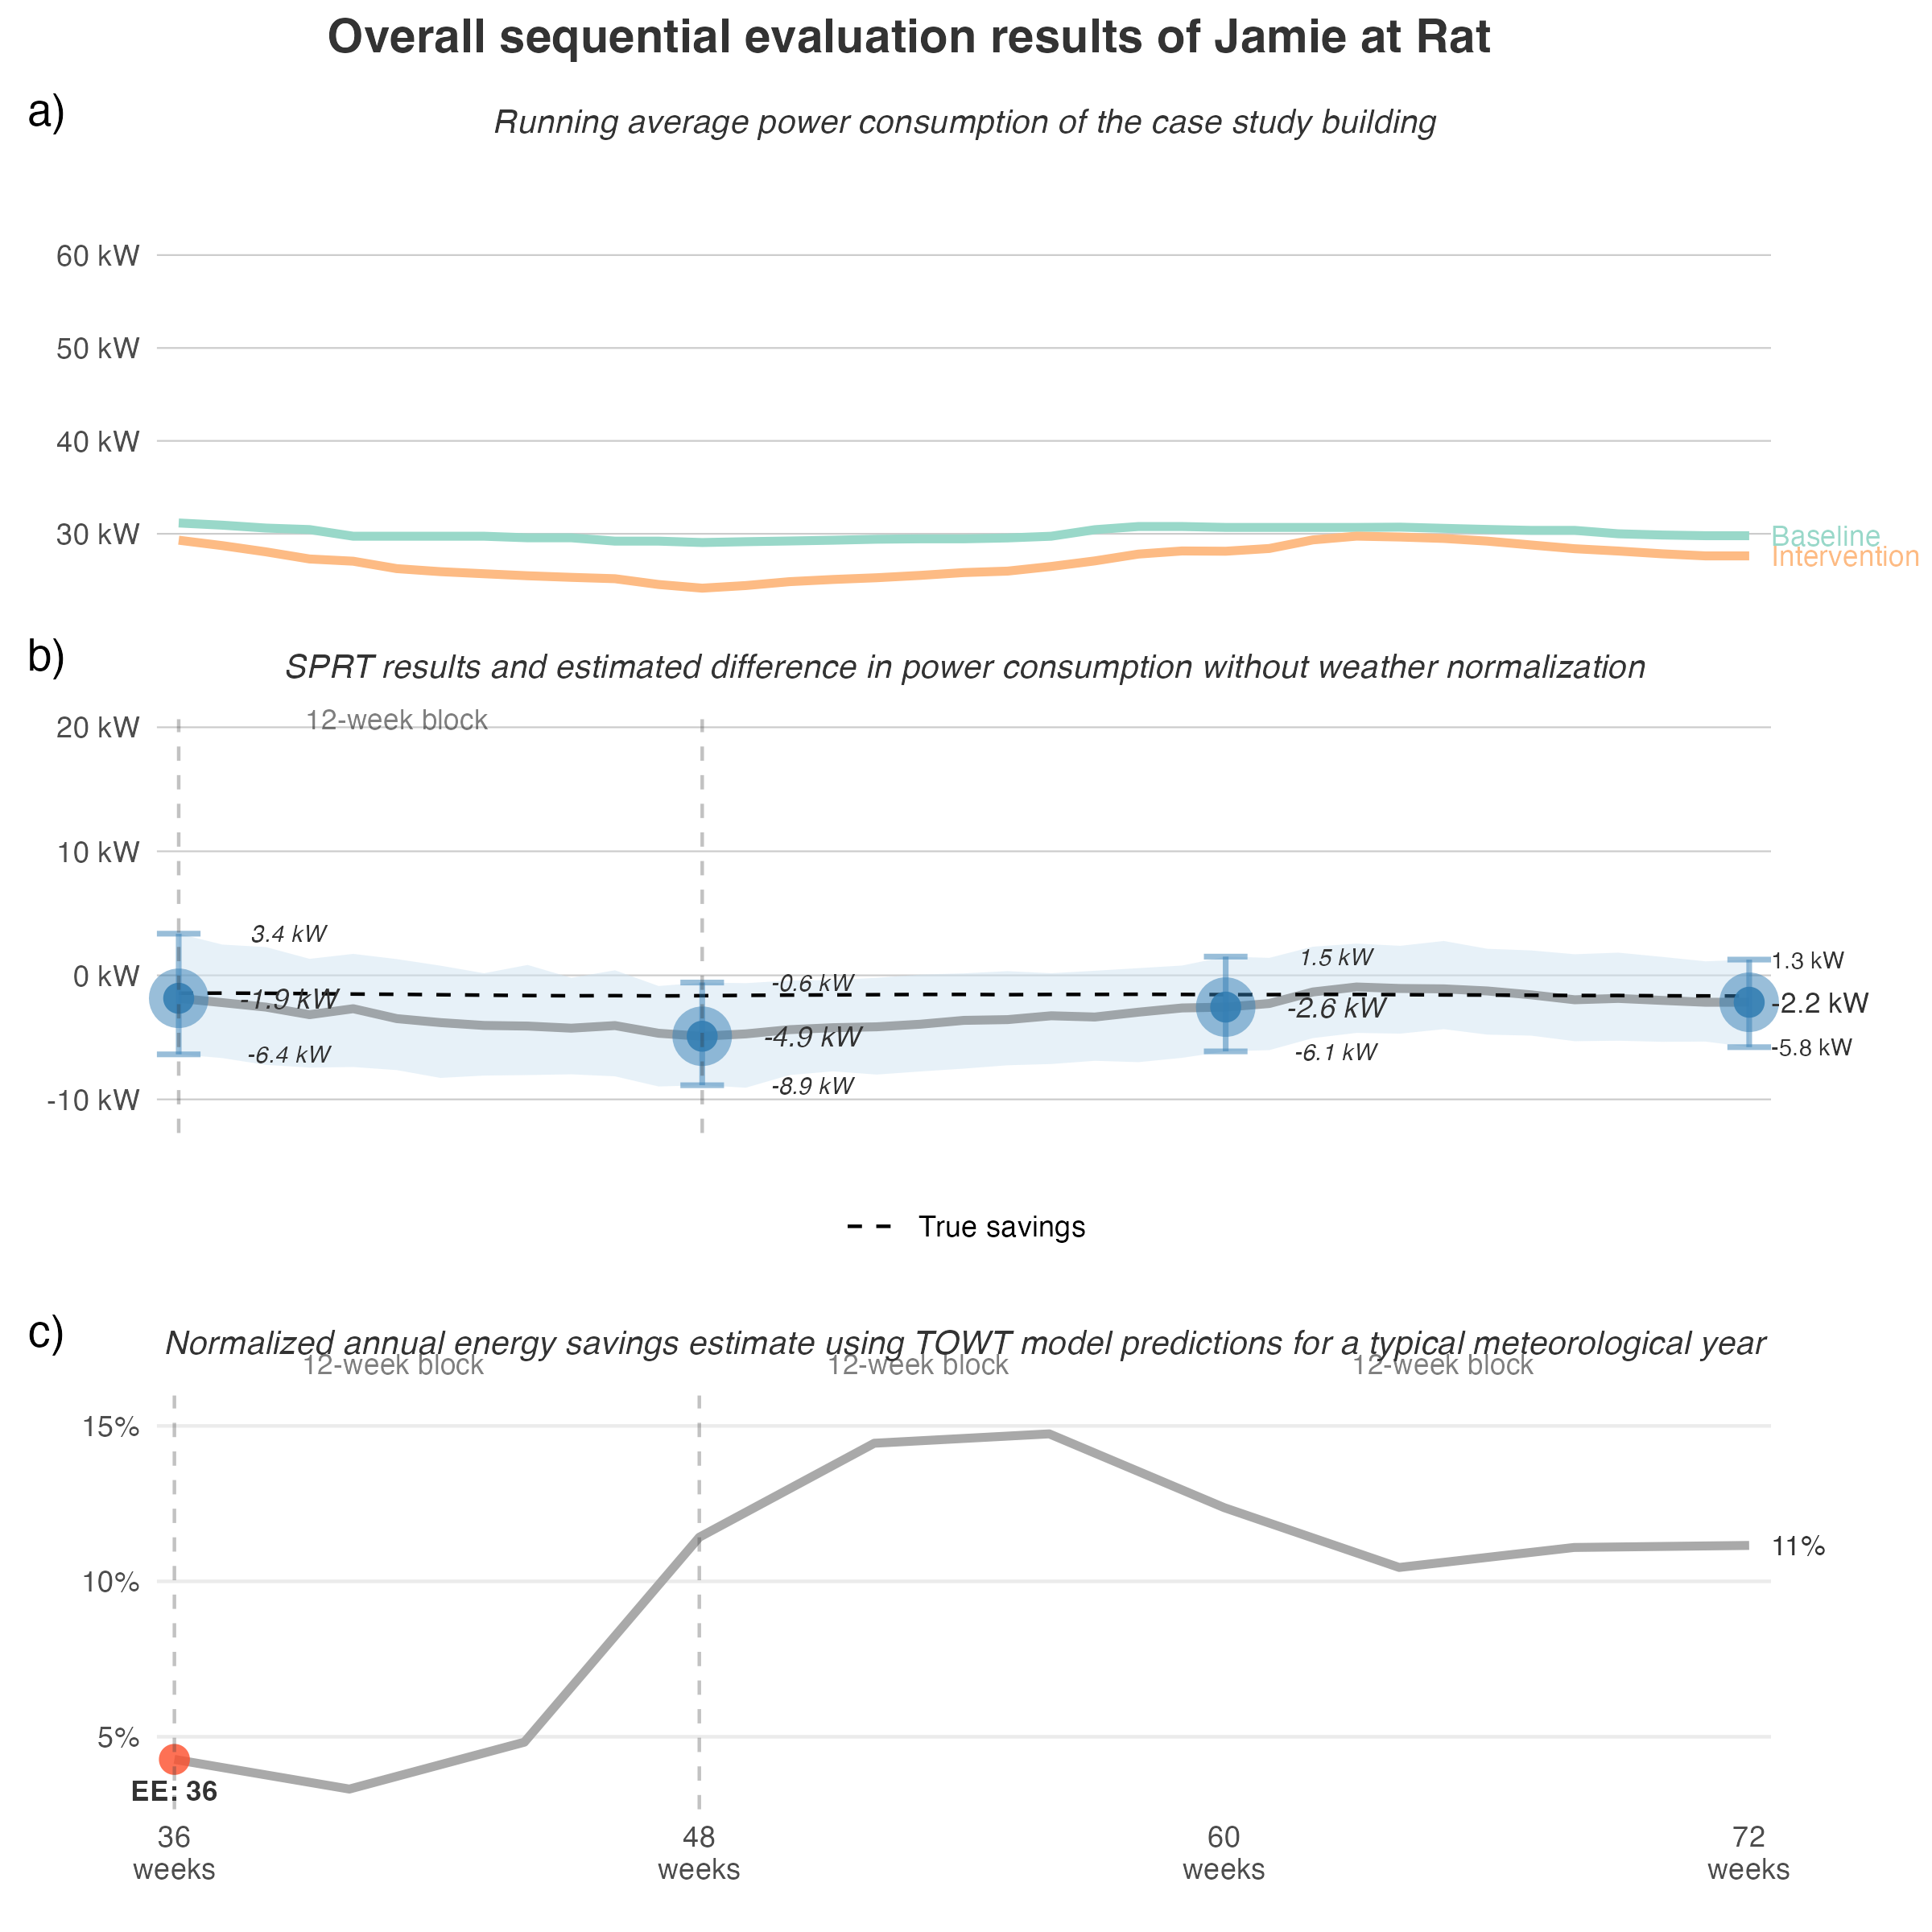 Overall sequential evaluation results of Jamie at Rat
a)
Running average power consumption of the case study building
60 kW
50 kW
40 kW
30 kW
Baseline
Intervention
b)
SPRT results and estimated difference in power consumption without weather normalization
12-week block
20 kW
10 kW
0 kW
-10 kW
3.4 kW
-1.9 kW
-6.4 kW
-0.6 kW
-4.9 kW
-8.9 kW
1.5 kW
-2.6 kW
-6.1 kW
1.3 kW
-2.2 kW
-5.8 kW
True savings
c)
Normalized annual energy savings estimate using TOWT model predictions for a typical meteorological year
12-week block
12-week block
12-week block
15%
10%
5%
11%
EE: 36
36
weeks
48
weeks
60
weeks
72
weeks